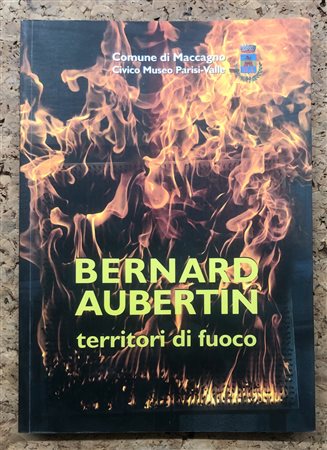 Comune di Maccagno
Civico Museo Parisi-Valle
BERNARD
AUBERTIN
territori di fuoco